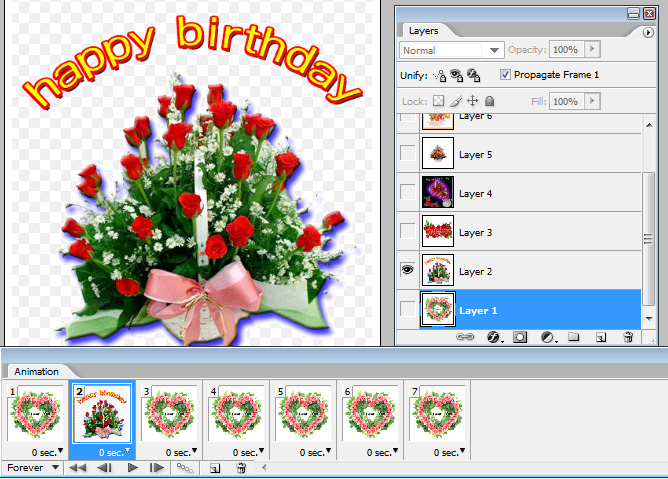 happy birthday
Layers
Normal
Opacity: 100%
Unify:
Propagate Frame 1
Lock:
Fill: 100%
Layer 6
Layer 5
Layer 4
Layer 3
Layer 2
Layer 1
Animation
1 2 3 4 5 6 7
0 sec. 0 sec. 0 sec. 0 sec. 0 sec. 0 sec. 0 sec.
Forever